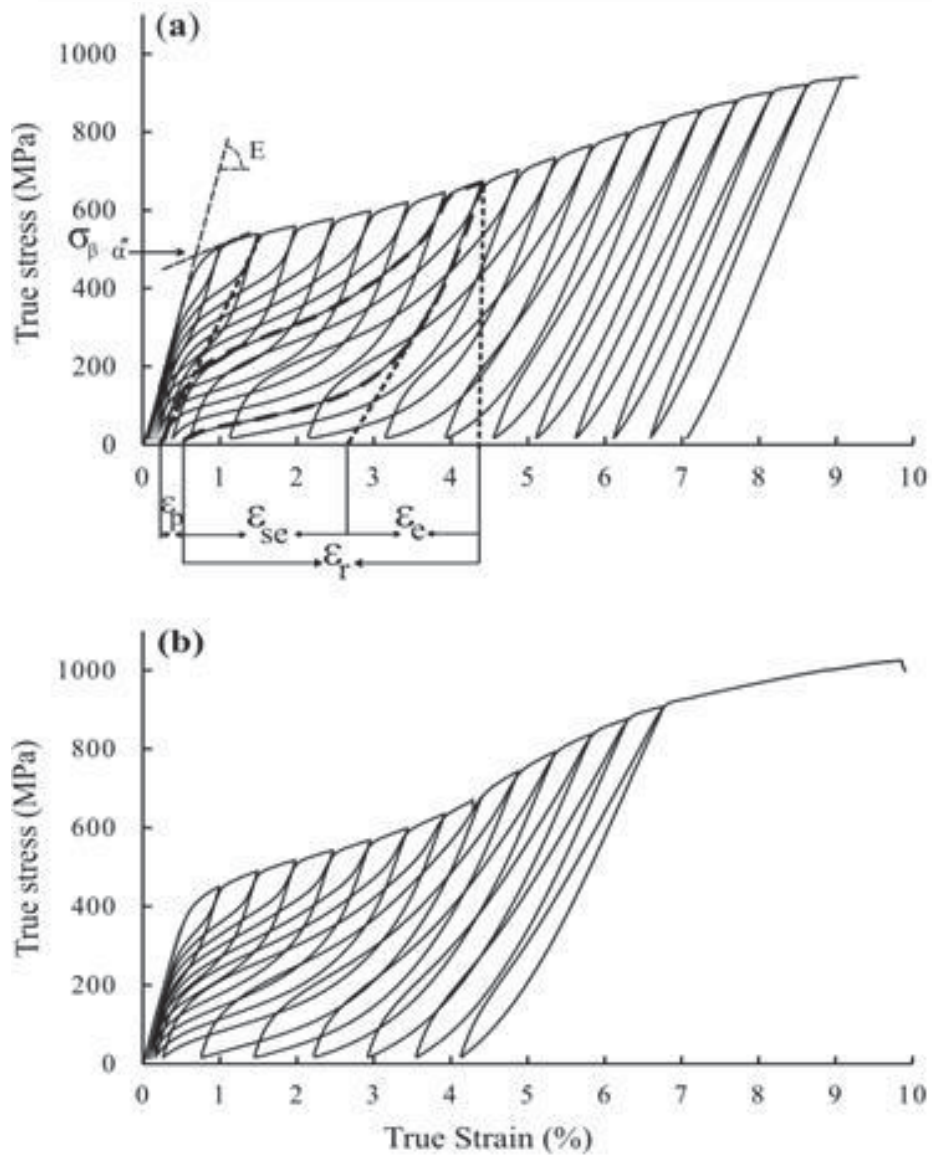 (a)
True stress (MPa)
1000
800
600
400
200
0
E
σβ-α"
0 1 2 3 4 5 6 7 8 9 10
εp εse εe
εr
(b)
True stress (MPa)
1000
800
600
400
200
0
0 1 2 3 4 5 6 7 8 9 10
True Strain (%)